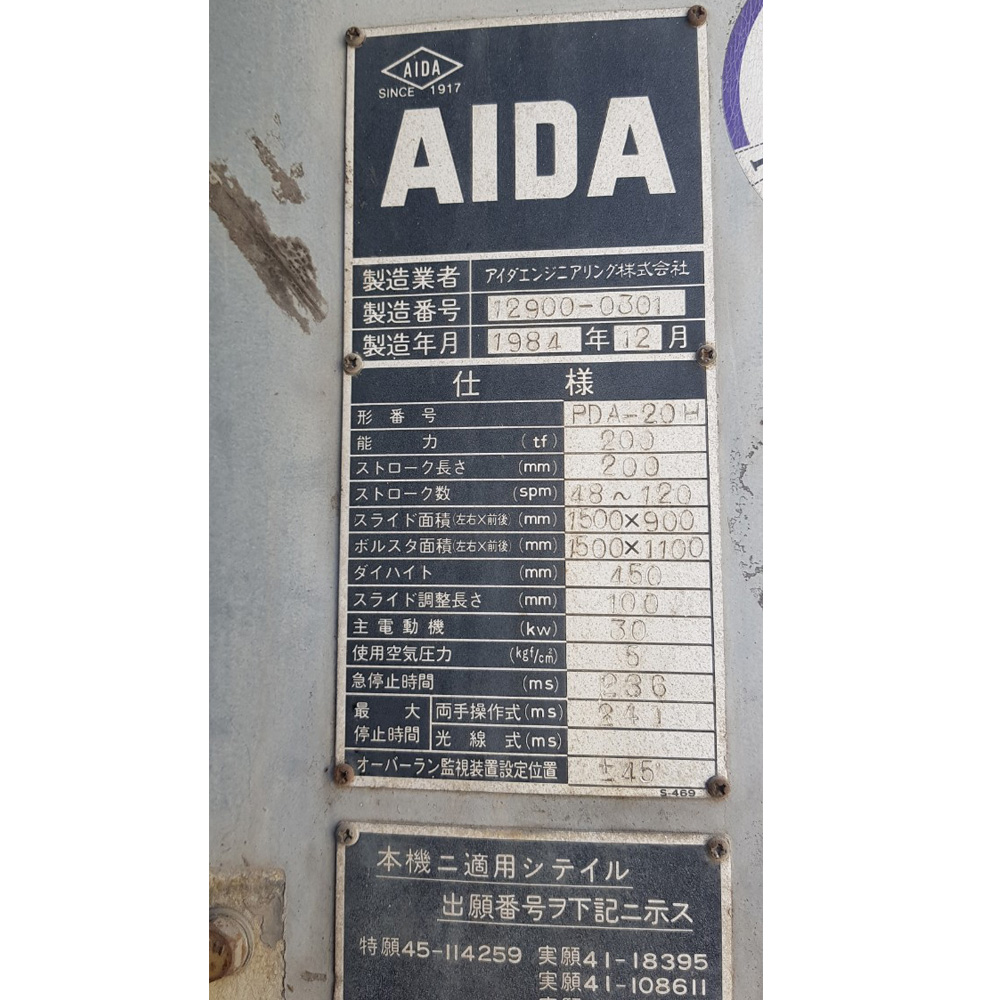 AIDA
SINCE 1917
AIDA
製造業者 アイダエンジニアリング株式会社
製造番号 12900-0301
製造年月 1984 年 12 月
仕 様
形番号 PDA-20H
能力 (tf) 200
ストローク長さ (mm) 200
ストローク数 (spm) 48~120
スライド面積(左右×前後) (mm) 1500×900
ボルスタ面積(左右×前後) (mm) 1500×1100
ダイハイト (mm) 450
スライド調整長さ (mm) 100
主電動機 (kw) 30
使用空気圧力 (kgf/c㎡) 5
急停止時間 (ms) 236
最大停止時間 両手操作式(ms) 241
光線式(ms)
オーバーラン監視装置設定位置 ±45
S-469
本機ニ適用シテイル
出願番号ヲ下記ニ示ス
特願45-114259 実願41-18395
実願41-108611